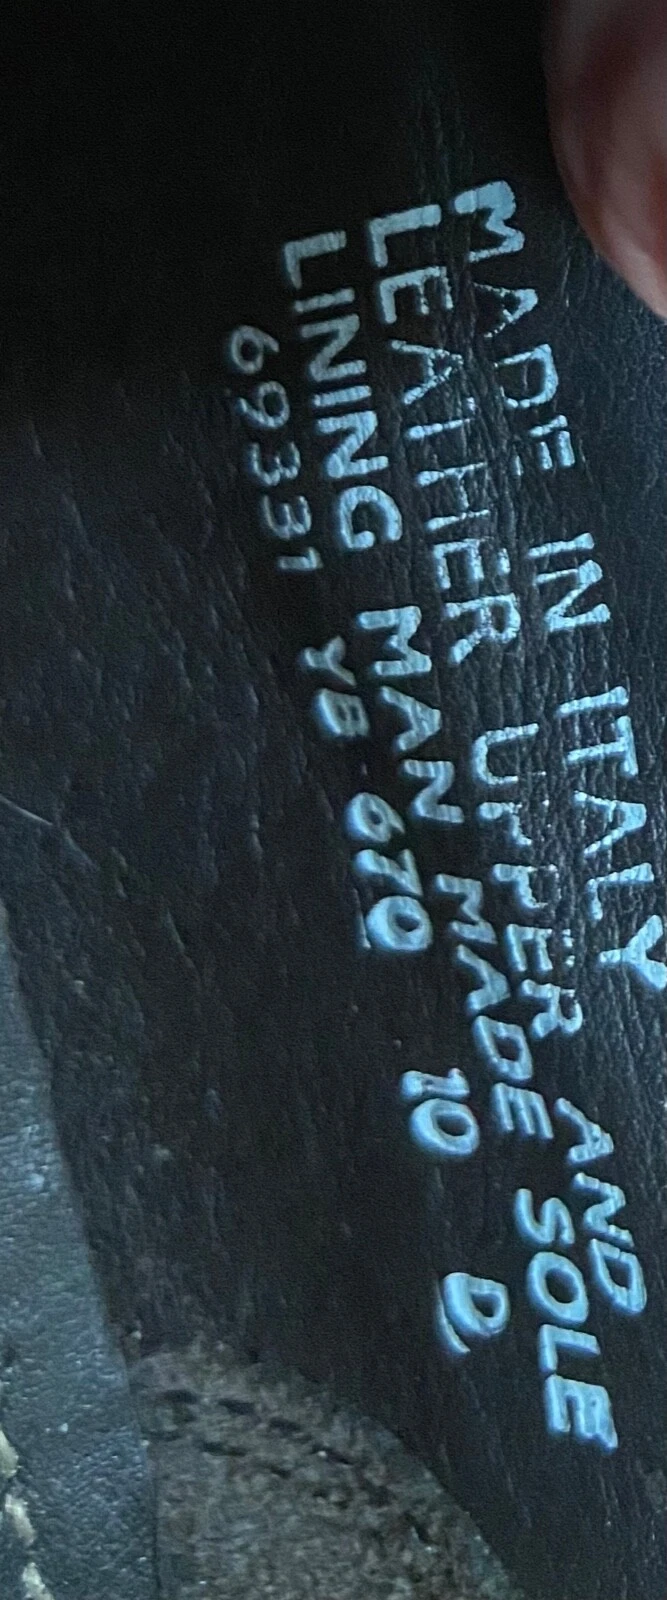 MADE IN ITALY
LEATHER UPPER AND
LINING MAN MADE SOLE
69331 YB 670 10 D